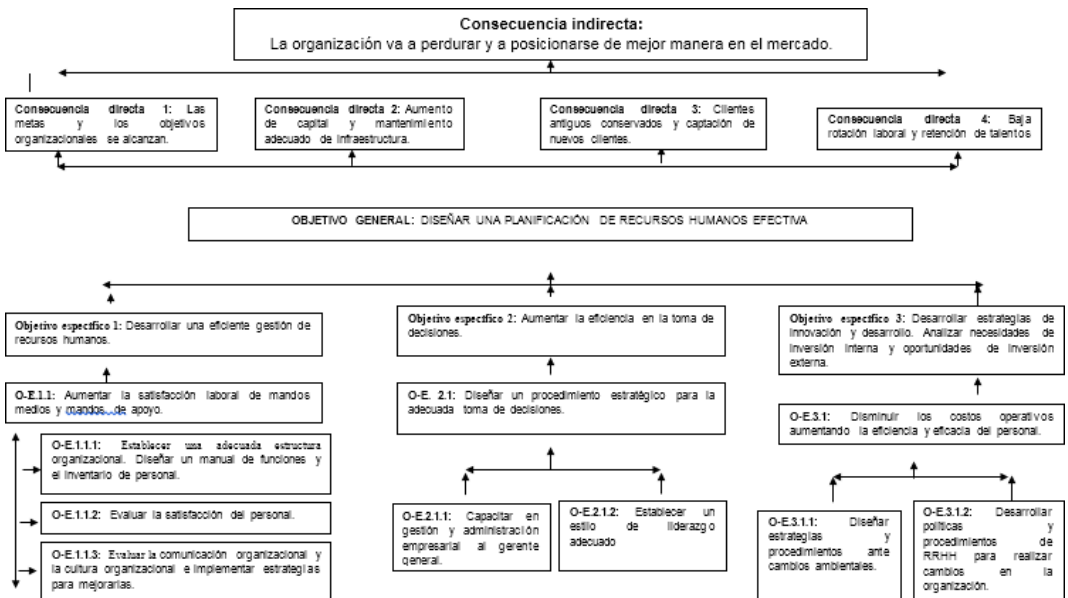 Consecuencia indirecta:
La organización va a perdurar y a posicionarse de mejor manera en el mercado.
Consecuencia directa 1: Las
metas y los objetivos
organizacionales se alcanzan.
Consecuencia directa 2: Aumento
de capital y mantenimiento
adecuado de infraestructura.
Consecuencia directa 3: Clientes
antiguos conservados y captación de
nuevos clientes.
Consecuencia directa 4: Baja
rotación laboral y retención de talentos
OBJETIVO GENERAL: DISEÑAR UNA PLANIFICACIÓN DE RECURSOS HUMANOS EFECTIVA
Objetivo específico 1: Desarrollar una eficiente gestión de
recursos humanos.
Objetivo específico 2: Aumentar la eficiencia en la toma de
decisiones.
Objetivo específico 3: Desarrollar estrategias de
innovación y desarrollo. Analizar necesidades de
inversión interna y oportunidades de inversión
externa.
O-E.1.1: Aumentar la satisfacción laboral de mandos
medios y mandos de apoyo.
O-E. 2.1: Diseñar un procedimiento estratégico para la
adecuada toma de decisiones.
O-E.3.1: Disminuir los costos operativos
aumentando la eficiencia y eficacia del personal.
O-E.1.1.1: Establecer una adecuada estructura
organizacional. Diseñar un manual de funciones y
el inventario de personal.
O-E.1.1.2: Evaluar la satisfacción del personal.
O-E.1.1.3: Evaluar la comunicación organizacional y
la cultura organizacional e implementar estrategias
para mejorarlas.
O-E.2.1.1: Capacitar en
gestión y administración
empresarial al gerente
general.
O-E.2.1.2: Establecer un
estilo de liderazgo
adecuado
O-E.3.1.1: Diseñar
estrategias y
procedimientos ante
cambios ambientales.
O-E.3.1.2: Desarrollar
políticas y
procedimientos de
RRHH para realizar
cambios en la
organización.